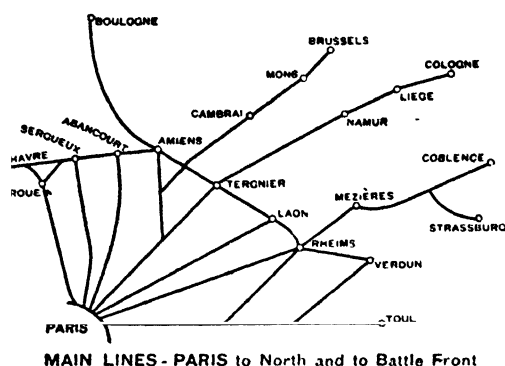 BOULOGNE
BRUSSELS
MONS
COLOGNE
LIEGE
CAMBRAI
NAMUR
ABANCOURT
AMIENS
SERQUEUX
HAVRE
COBLENCE
TERGNIER
ROUE
MEZIÈRES
LAON
STRASSBURG
RHEIMS
VERDUN
PARIS
TOUL
MAIN LINES - PARIS to North and to Battle Front